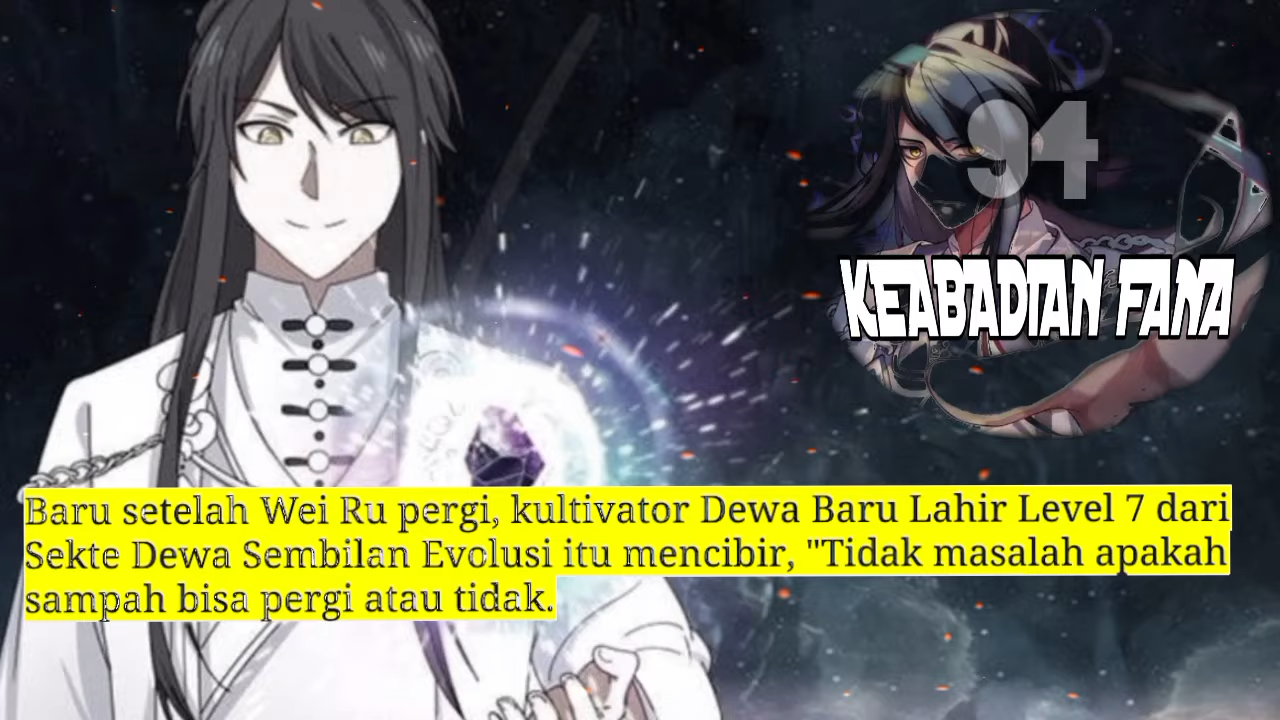 94
KEABADIAN FANA
Baru setelah Wei Ru pergi, kultivator Dewa Baru Lahir Level 7 dari
Sekte Dewa Sembilan Evolusi itu mencibir, "Tidak masalah apakah
sampah bisa pergi atau tidak.